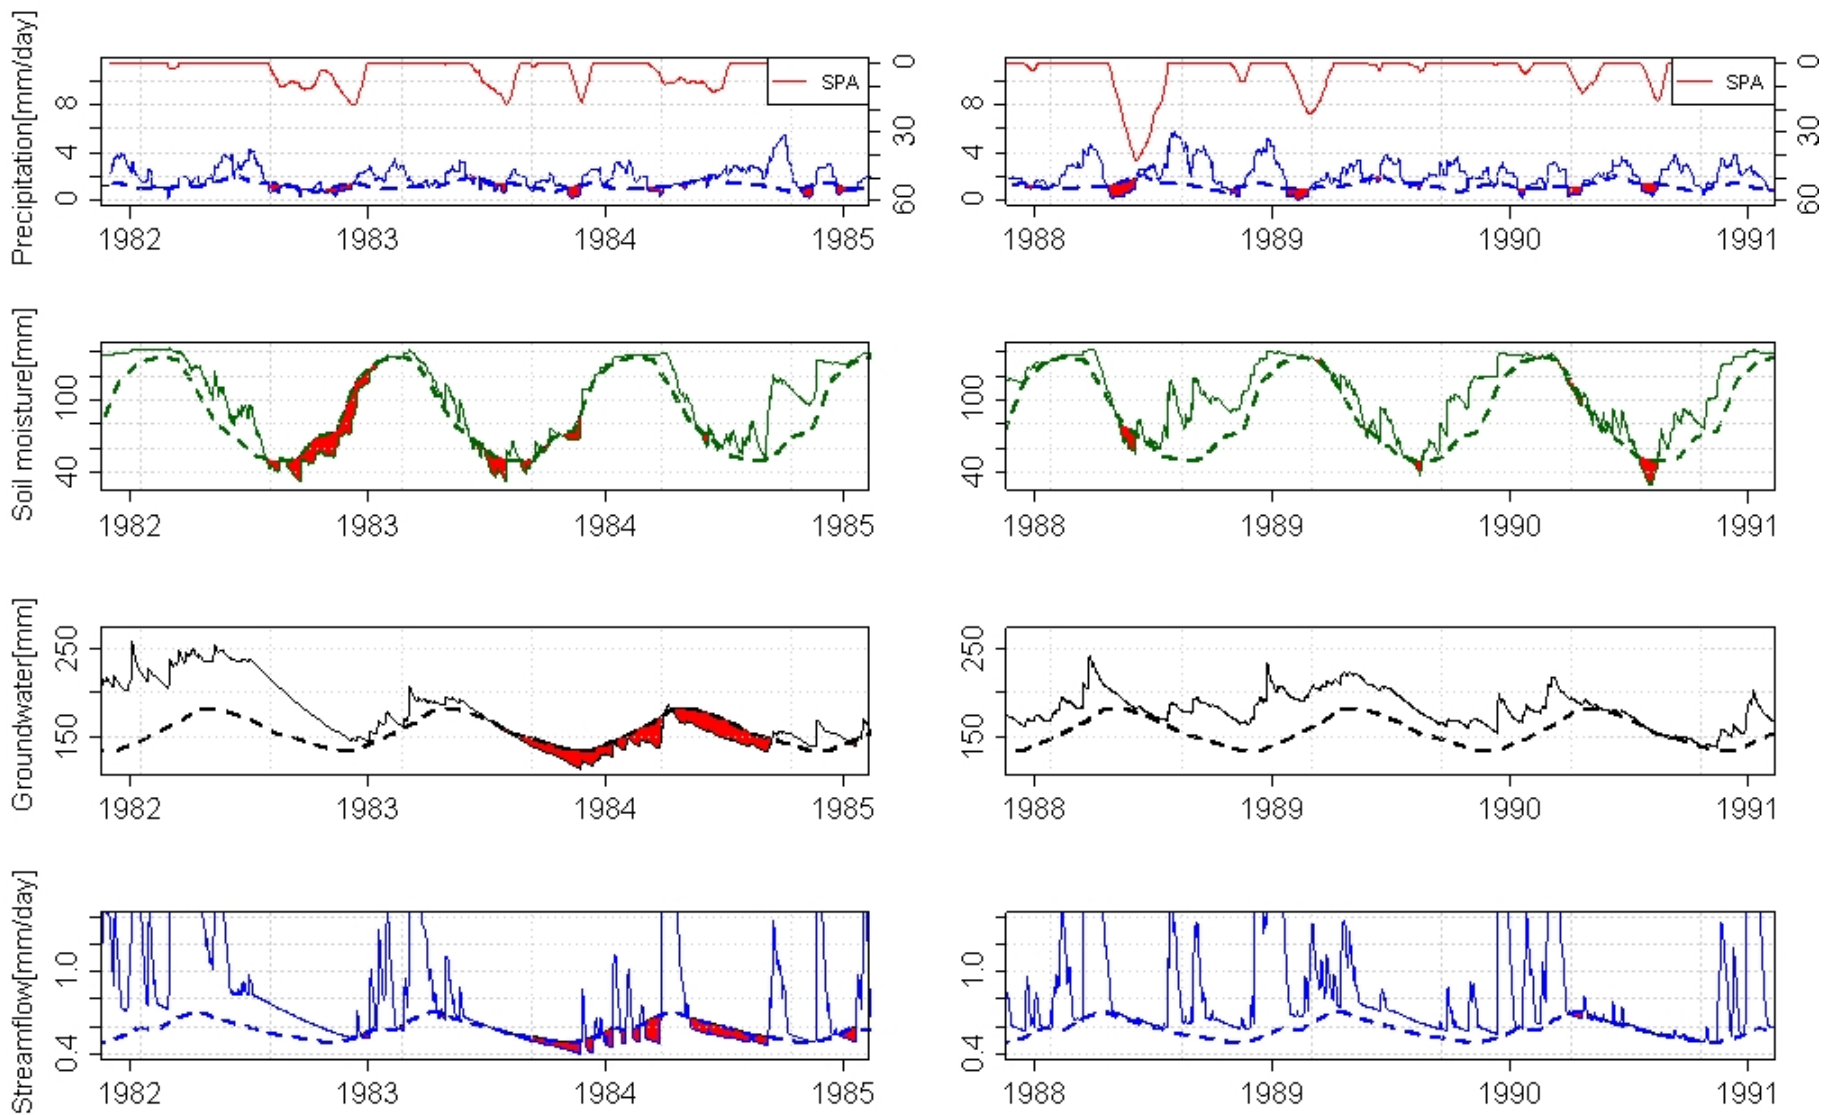 Precipitation[mm/day]
0 4 8
SPA
0 30 60
1982 1983 1984 1985
0 4 8
SPA
0 30 60
1988 1989 1990 1991
Soil moisture[mm]
40 100
1982 1983 1984 1985
40 100
1988 1989 1990 1991
Groundwater[mm]
150 250
1982 1983 1984 1985
150 250
1988 1989 1990 1991
Streamflow[mm/day]
0.4 1.0
1982 1983 1984 1985
0.4 1.0
1988 1989 1990 1991